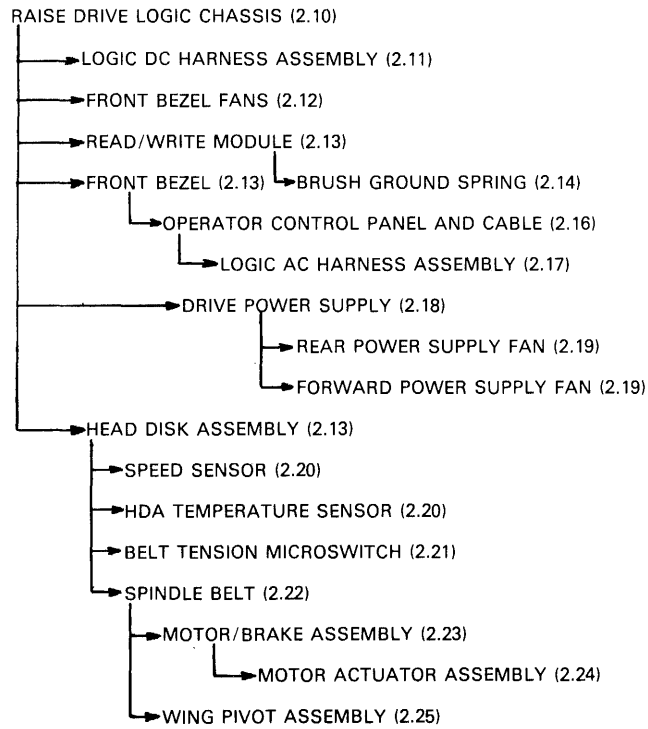 RAISE DRIVE LOGIC CHASSIS (2.10)
LOGIC DC HARNESS ASSEMBLY (2.11)
FRONT BEZEL FANS (2.12)
READ/WRITE MODULE (2.13)
FRONT BEZEL (2.13)
BRUSH GROUND SPRING (2.14)
OPERATOR CONTROL PANEL AND CABLE (2.16)
LOGIC AC HARNESS ASSEMBLY (2.17)
DRIVE POWER SUPPLY (2.18)
REAR POWER SUPPLY FAN (2.19)
FORWARD POWER SUPPLY FAN (2.19)
HEAD DISK ASSEMBLY (2.13)
SPEED SENSOR (2.20)
HDA TEMPERATURE SENSOR (2.20)
BELT TENSION MICROSWITCH (2.21)
SPINDLE BELT (2.22)
MOTOR/BRAKE ASSEMBLY (2.23)
MOTOR ACTUATOR ASSEMBLY (2.24)
WING PIVOT ASSEMBLY (2.25)